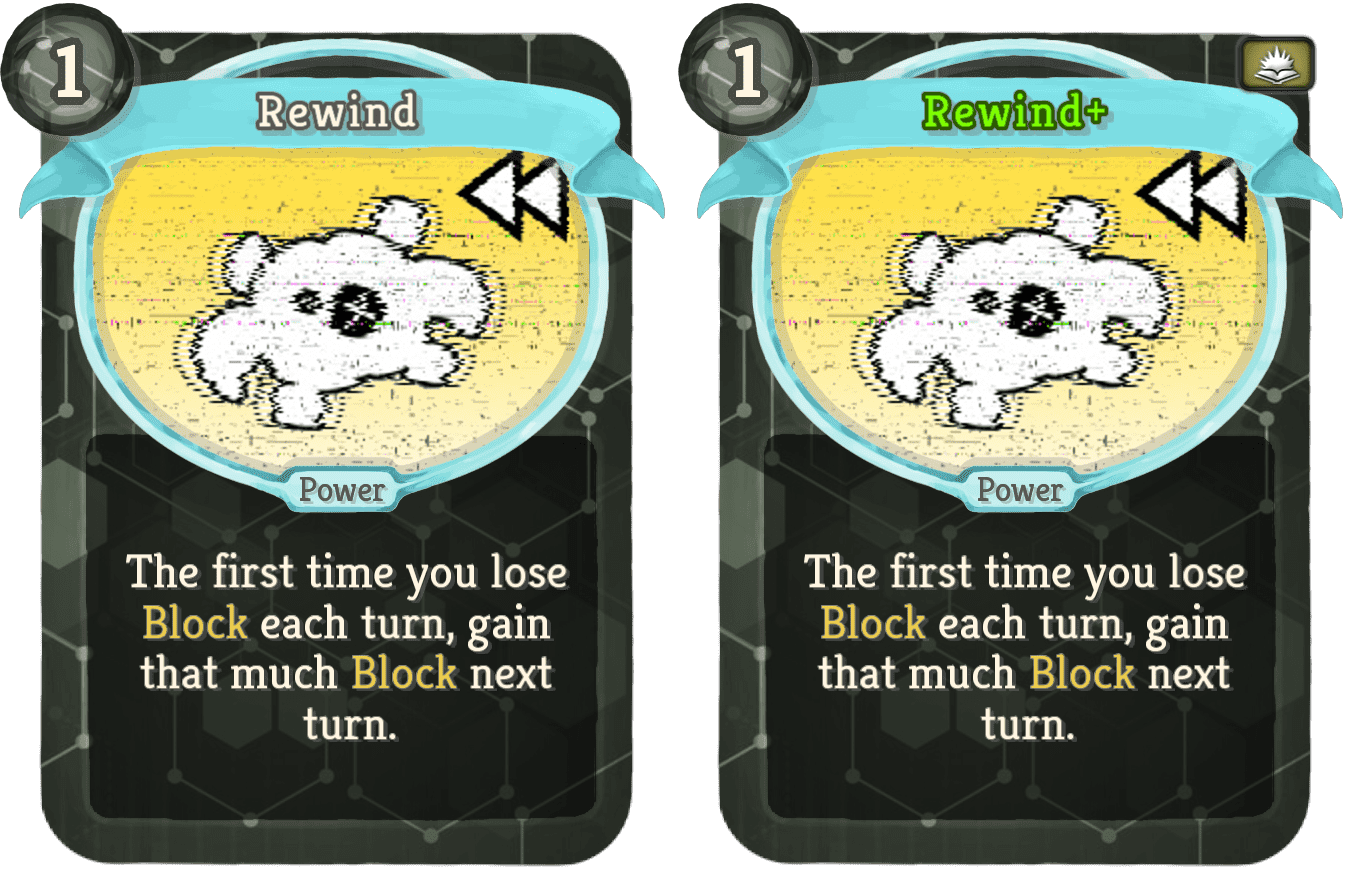 1
Rewind
Power
The first time you lose
Block each turn, gain
that much Block next
turn.
1
Rewind+
Power
The first time you lose
Block each turn, gain
that much Block next
turn.